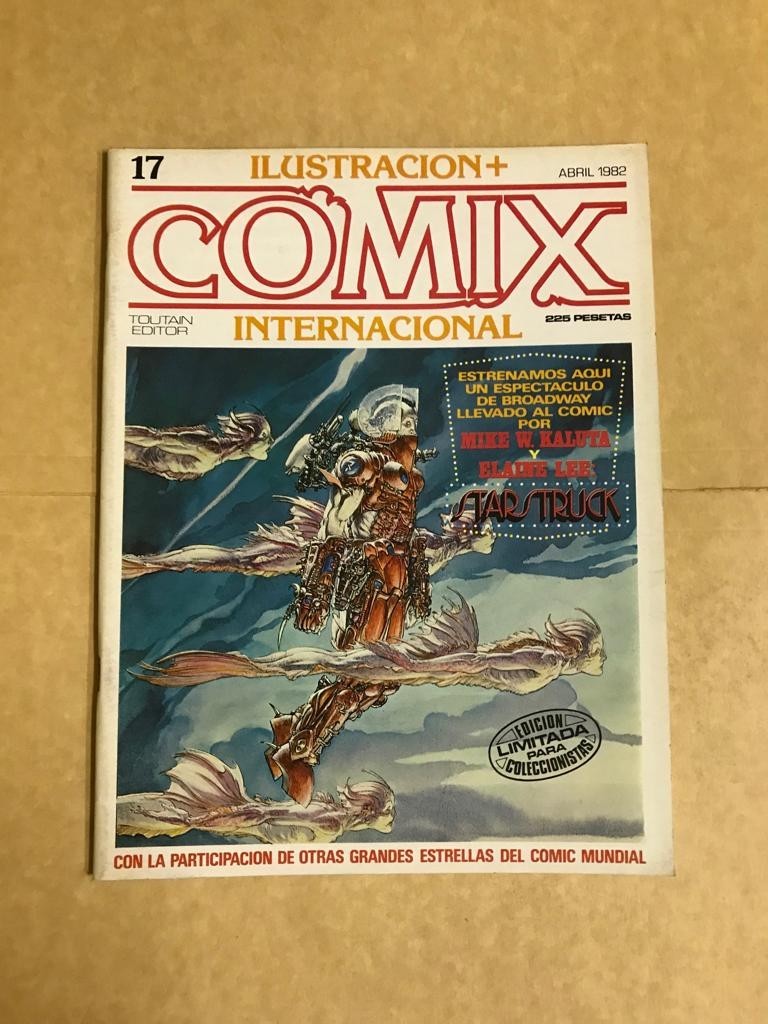 17
ILUSTRACION+
ABRIL 1982
COMIX
TOUTAIN
EDITOR
INTERNACIONAL
225 PESETAS
ESTRENAMOS AQUI
UN ESPECTACULO
DE BROADWAY
LLEVADO AL COMIC
POR
MIKE W. KALUTA
Y
ELAINE LEE:
STARSTRUCK
EDICION
LIMITADA
PARA
COLECCIONISTAS
CON LA PARTICIPACION DE OTRAS GRANDES ESTRELLAS DEL COMIC MUNDIAL